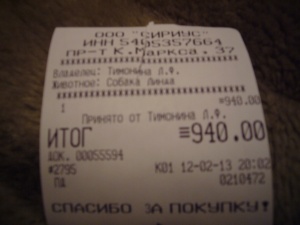 ООО "СИРИУС"
ИНН 5405357664
ПР-Т К.Маркса, 37
Владелец: Тимонина Л.Ф.
Животное: Собака Линда
1 =940.00
Принято от Тимонина Л.Ф.
ИТОГ =940.00
ДОК. 00055594
#2795 К01 12-02-13 20:02
ПД 0210472
СПАСИБО ЗА ПОКУПКУ!